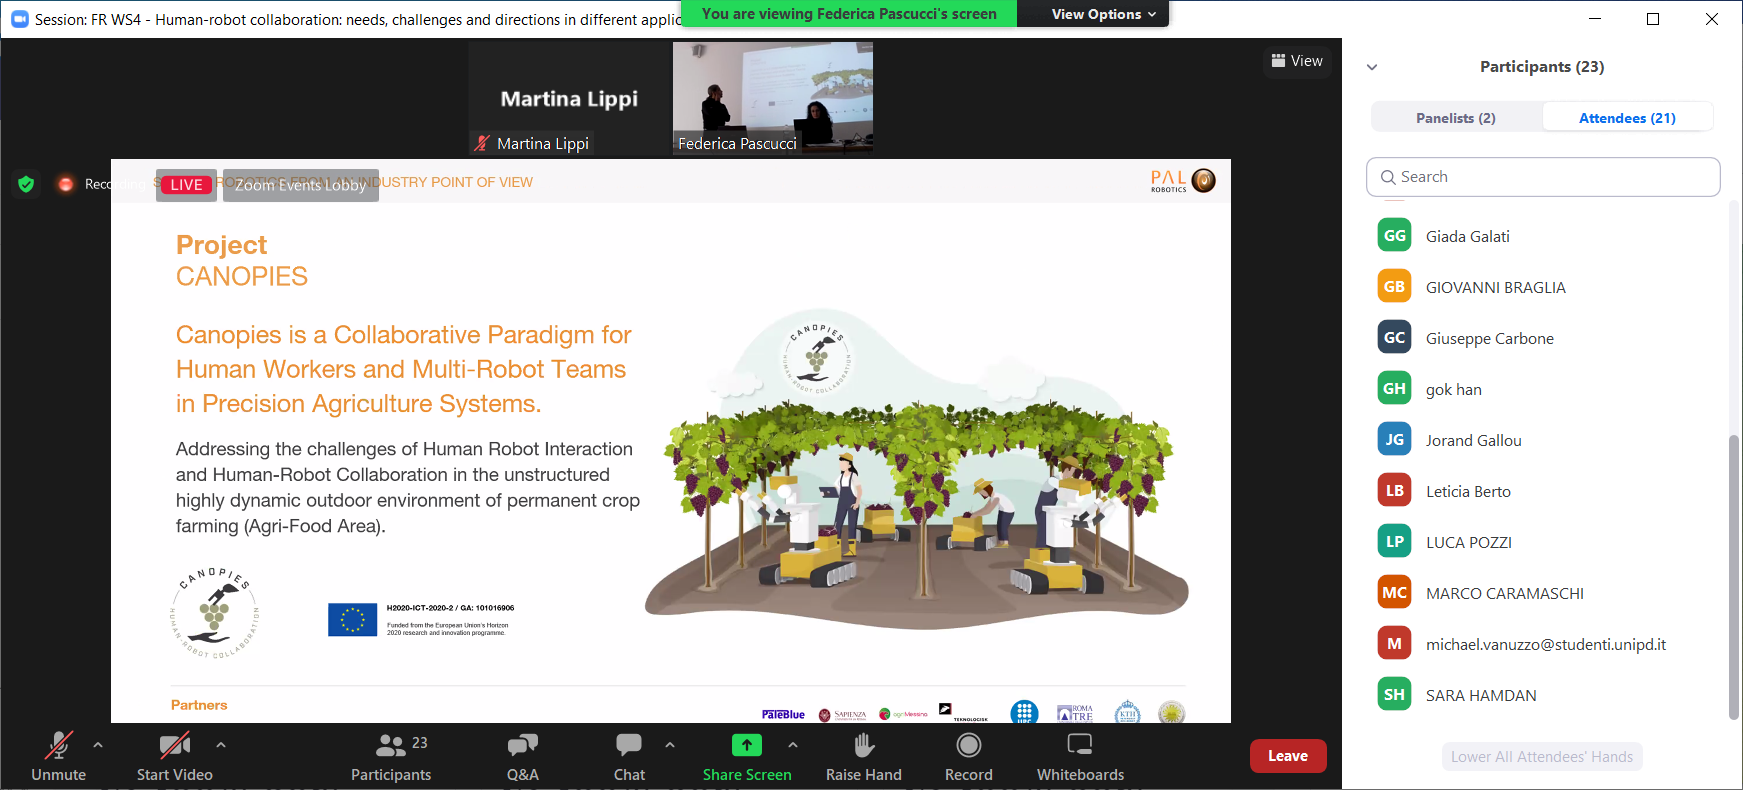 Session: FR WS4 - Human-robot collaboration: needs, challenges and directions in different applic
You are viewing Federica Pascucci's screen
View Options
Martina Lippi
Martina Lippi
Federica Pascucci
View
Recording
LIVE
Zoom Events Lobby
ROBOTICS FROM AN INDUSTRY POINT OF VIEW
PAL
ROBOTICS
Project
CANOPIES
Canopies is a Collaborative Paradigm for
Human Workers and Multi-Robot Teams
in Precision Agriculture Systems.
Addressing the challenges of Human Robot Interaction
and Human-Robot Collaboration in the unstructured
highly dynamic outdoor environment of permanent crop
farming (Agri-Food Area).
CANOPIES
HUMAN-ROBOT COLLABORATION
CANOPIES
HUMAN-ROBOT COLLABORATION
H2020-ICT-2020-2 / GA: 101016906
Funded from the European Union's Horizon
2020 research and innovation programme.
Partners
PaleBlue
SAPIENZA
agriMessina
TEKNOLOGISK
UPC
ROMA
TRE
KTH
Unmute
Start Video
Participants
23
Q&A
Chat
Share Screen
Raise Hand
Record
Whiteboards
Leave
Participants (23)
Panelists (2)
Attendees (21)
Search
GG Giada Galati
GB GIOVANNI BRAGLIA
GC Giuseppe Carbone
GH gok han
JG Jorand Gallou
LB Leticia Berto
LP LUCA POZZI
MC MARCO CARAMASCHI
M michael.vanuzzo@studenti.unipd.it
SH SARA HAMDAN
Lower All Attendees' Hands